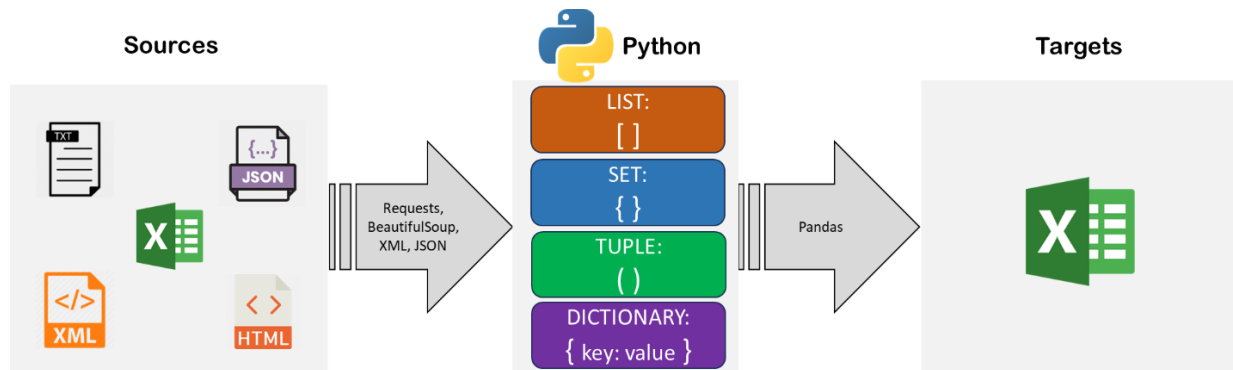 Sources
Python
Targets
TXT
{...}
JSON
X
</>
XML
< >
HTML
Requests,
BeautifulSoup,
XML, JSON
LIST:
[ ]
SET:
{ }
TUPLE:
( )
DICTIONARY:
{ key: value }
Pandas
X